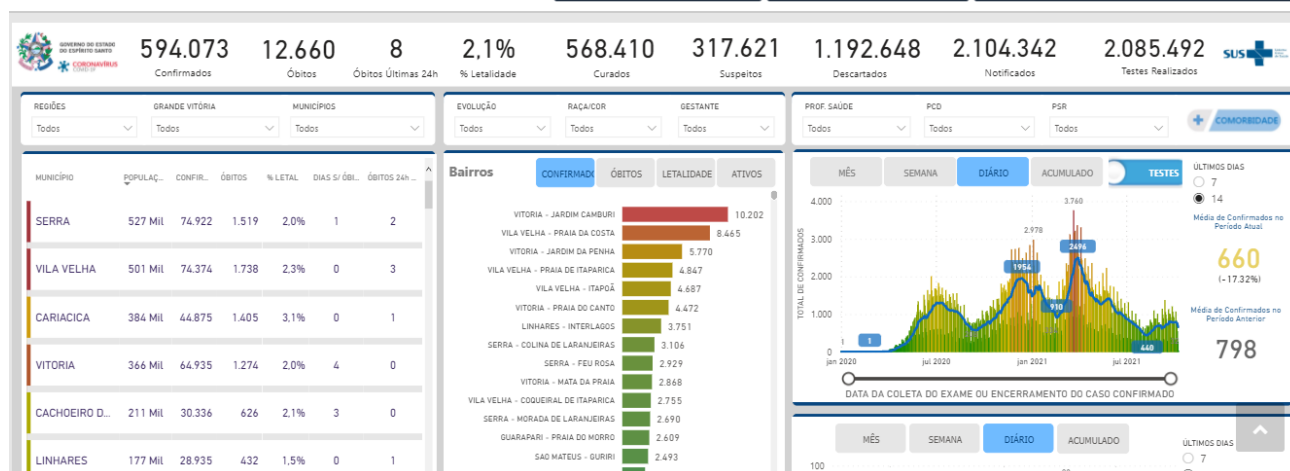 GOVERNO DO ESTADO
DO ESPÍRITO SANTO
CORONAVÍRUS
COVID-19
594.073
Confirmados
12.660
Óbitos
8
Óbitos Últimas 24h
2,1%
% Letalidade
568.410
Curados
317.621
Suspeitos
1.192.648
Descartados
2.104.342
Notificados
2.085.492
Testes Realizados
SUS
REGIÕES GRANDE VITÓRIA MUNICÍPIOS
Todos Todos Todos
EVOLUÇÃO RAÇA/COR GESTANTE
Todos Todos Todos
PROF. SAÚDE PCD PSR
Todos Todos Todos
+ COMORBIDADE
MUNICÍPIO POPULAÇ... CONFIR... ÓBITOS % LETAL DIAS S/ ÓBI... ÓBITOS 24h ...
SERRA 527 Mil 74.922 1.519 2,0% 1 2
VILA VELHA 501 Mil 74.374 1.738 2,3% 0 3
CARIACICA 384 Mil 44.875 1.405 3,1% 0 1
VITORIA 366 Mil 64.935 1.274 2,0% 4 0
CACHOEIRO D... 211 Mil 30.336 626 2,1% 3 0
LINHARES 177 Mil 28.935 432 1,5% 0 1
Bairros
CONFIRMADO ÓBITOS LETALIDADE ATIVOS
VITORIA - JARDIM CAMBURI 10.202
VILA VELHA - PRAIA DA COSTA 8.465
VITORIA - JARDIM DA PENHA 5.770
VILA VELHA - PRAIA DE ITAPARICA 4.847
VILA VELHA - ITAPOÃ 4.687
VITORIA - PRAIA DO CANTO 4.472
LINHARES - INTERLAGOS 3.751
SERRA - COLINA DE LARANJEIRAS 3.106
SERRA - FEU ROSA 2.929
VITORIA - MATA DA PRAIA 2.868
VILA VELHA - COQUEIRAL DE ITAPARICA 2.755
SERRA - MORADA DE LARANJEIRAS 2.690
GUARAPARI - PRAIA DO MORRO 2.609
SAO MATEUS - GURIRI 2.493
MÊS SEMANA DIÁRIO ACUMULADO TESTES
TOTAL DE CONFIRMADOS
4.000
3.000
2.000
1.000
0
3.760
2.978
2496
1954
910
440
1
1
jan 2020 jul 2020 jan 2021 jul 2021
DATA DA COLETA DO EXAME OU ENCERRAMENTO DO CASO CONFIRMADO
ÚLTIMOS DIAS
7
14
Média de Confirmados no
Período Atual
660
(-17.32%)
Média de Confirmados no
Período Anterior
798
MÊS SEMANA DIÁRIO ACUMULADO
100
ÚLTIMOS DIAS
7